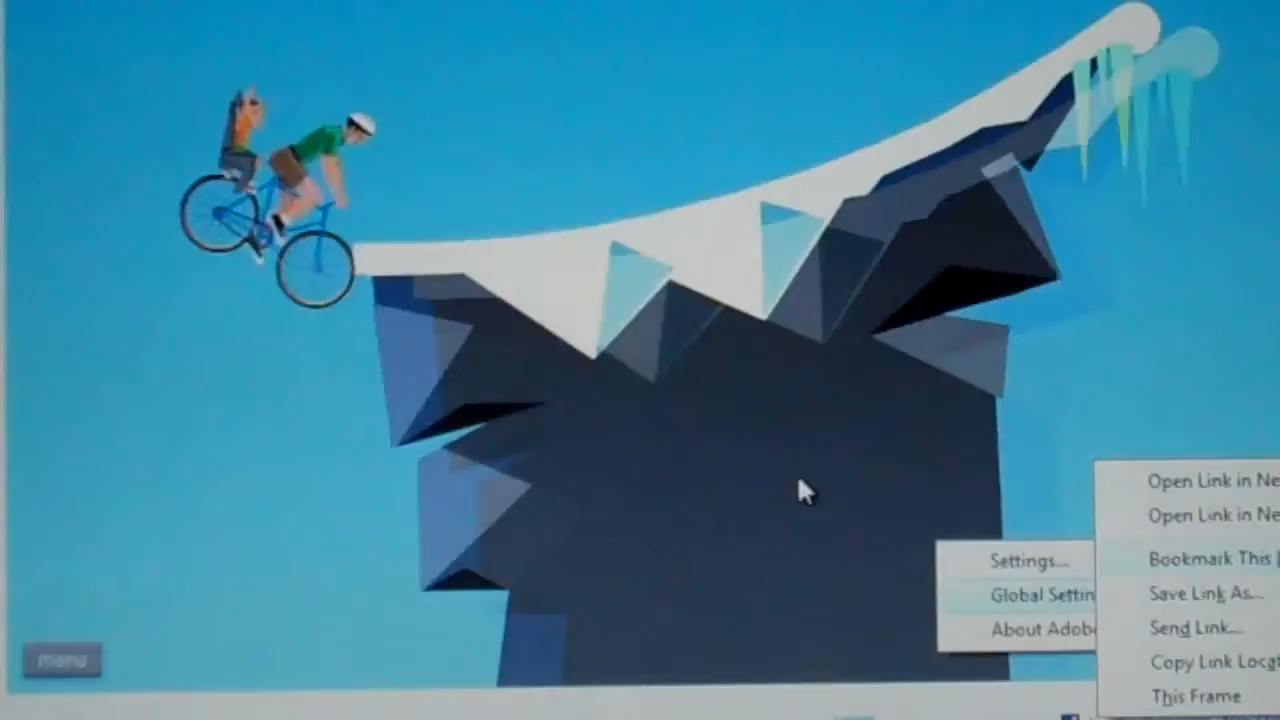 Open Link in Ne
Open Link in Ne
Settings...
Bookmark This
Global Settin
Save Link As...
About Adob
Send Link...
menu
Copy Link Locat
This Frame